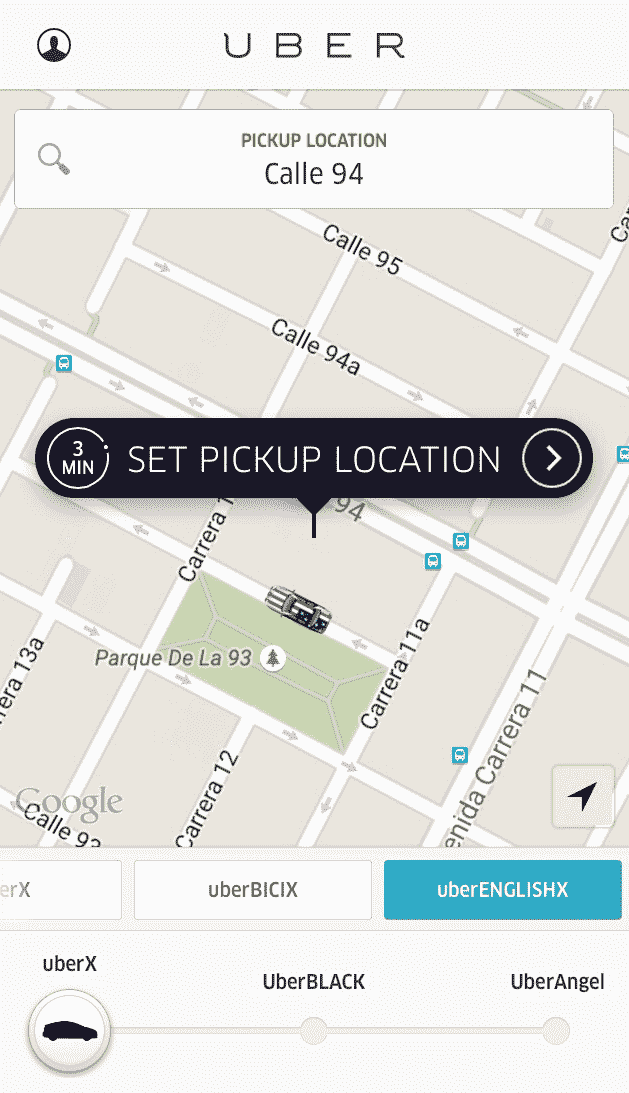 UBER
PICKUP LOCATION
Calle 94
Calle 95
Calle 94a
3
MIN
SET PICKUP LOCATION
94
Carrera 1
Parque De La 93
Carrera 11a
rera 13a
Carrera 12
enida Carrera 11
Google
Calle 92
erX
uberBICIX
uberENGLISHX
uberX
UberBLACK
UberAngel